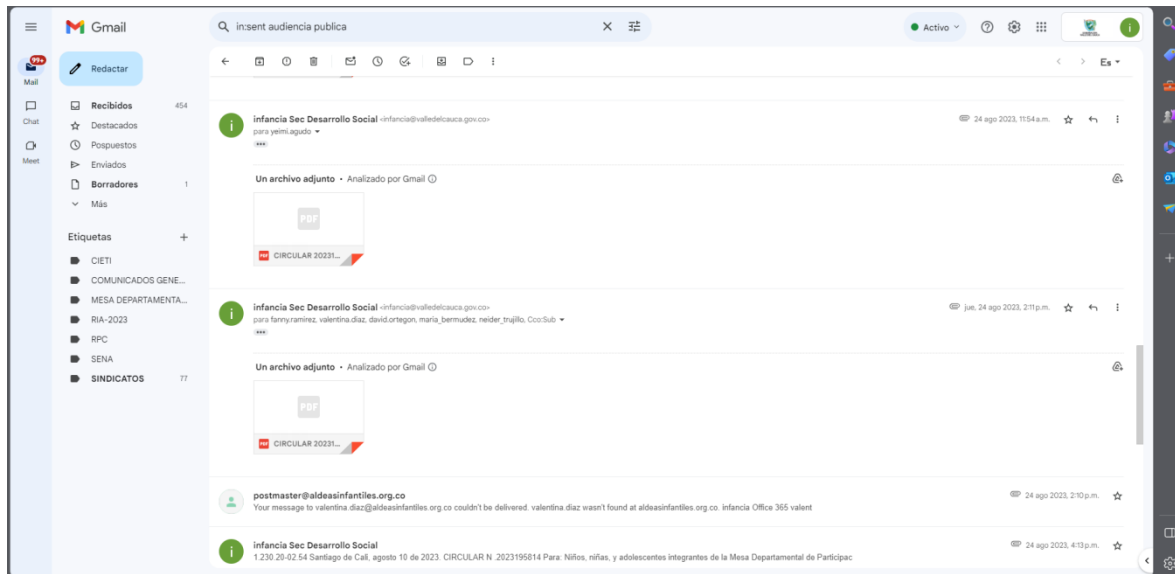 Gmail
in:sent audiencia publica
Activo
99+
Mail
Chat
Meet
Redactar
Recibidos 454
Destacados
Pospuestos
Enviados
Borradores 1
Más
Etiquetas
CIETI
COMUNICADOS GENE...
MESA DEPARTAMENTA...
RIA-2023
RPC
SENA
SINDICATOS 77
Es
infancia Sec Desarrollo Social <infancia@valledelcauca.gov.co> 24 ago 2023, 11:54 a.m.
para yeimi.agudo
Un archivo adjunto • Analizado por Gmail
PDF
PDF CIRCULAR 20231...
infancia Sec Desarrollo Social <infancia@valledelcauca.gov.co> jue, 24 ago 2023, 2:11 p.m.
para fanny.ramirez, valentina.diaz, david.ortegon, maria_bermudez, neider_trujillo, Cco:Sub
Un archivo adjunto • Analizado por Gmail
PDF
PDF CIRCULAR 20231...
postmaster@aldeasinfantiles.org.co 24 ago 2023, 2:10 p.m.
Your message to valentina.diaz@aldeasinfantiles.org.co couldn't be delivered. valentina.diaz wasn't found at aldeasinfantiles.org.co. infancia Office 365 valent
infancia Sec Desarrollo Social 24 ago 2023, 4:13 p.m.
1.230.20-02.54 Santiago de Cali, agosto 10 de 2023. CIRCULAR N .2023195814 Para: Niños, niñas, y adolescentes integrantes de la Mesa Departamental de Participac